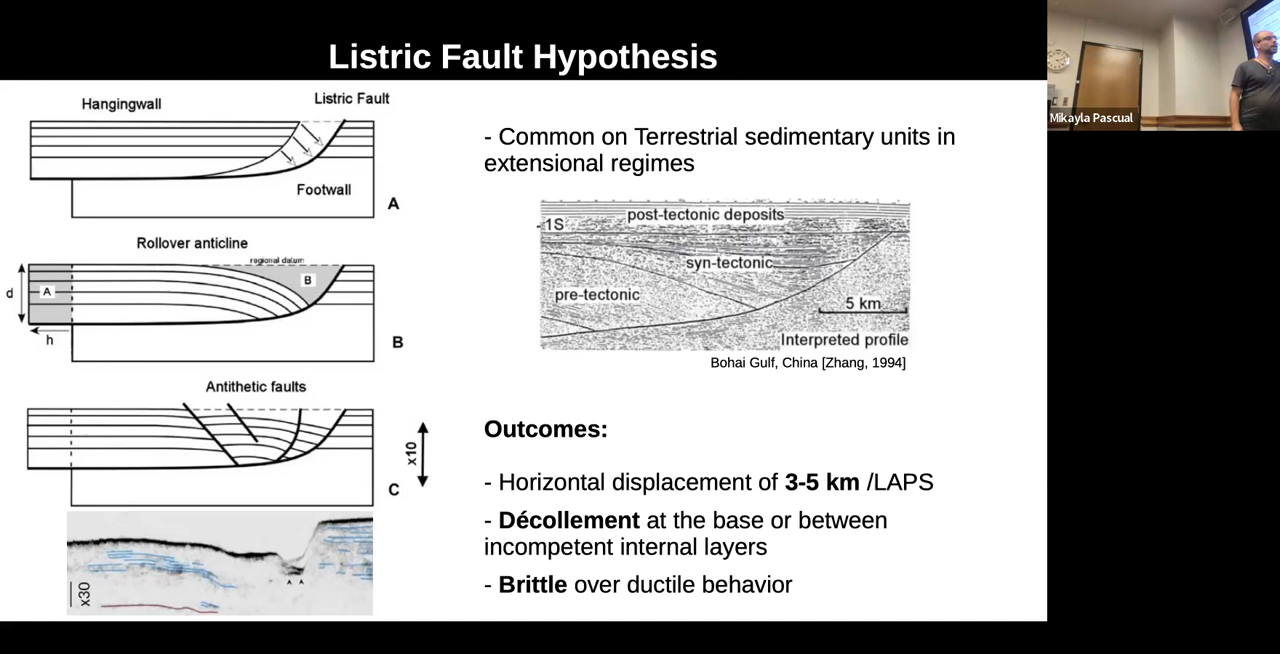 Listric Fault Hypothesis
Hangingwall
Listric Fault
Footwall
A
Rollover anticline
regional datum
A
B
d
h
B
Antithetic faults
x10
C
x30
- Common on Terrestrial sedimentary units in
extensional regimes
1S
post-tectonic deposits
syn-tectonic
pre-tectonic
5 km
Interpreted profile
Bohai Gulf, China [Zhang, 1994]
Outcomes:
- Horizontal displacement of 3-5 km /LAPS
- Décollement at the base or between
incompetent internal layers
- Brittle over ductile behavior
Mikayla Pascual